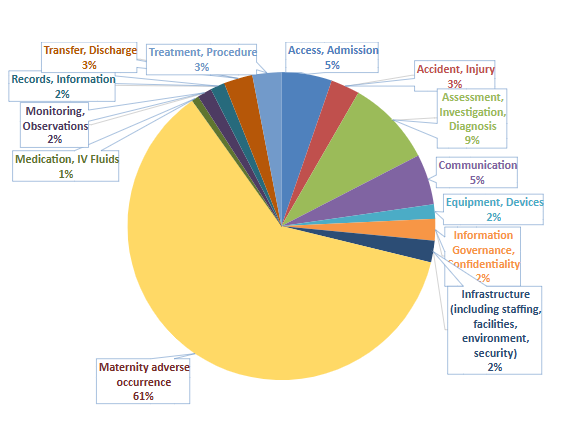 Transfer, Discharge
3%
Treatment, Procedure
3%
Access, Admission
5%
Accident, Injury
3%
Records, Information
2%
Assessment,
Investigation,
Diagnosis
9%
Monitoring,
Observations
2%
Medication, IV Fluids
1%
Communication
5%
Equipment, Devices
2%
Information
Governance,
Confidentiality
2%
Infrastructure
(including staffing,
facilities,
environment,
security)
2%
Maternity adverse
occurrence
61%